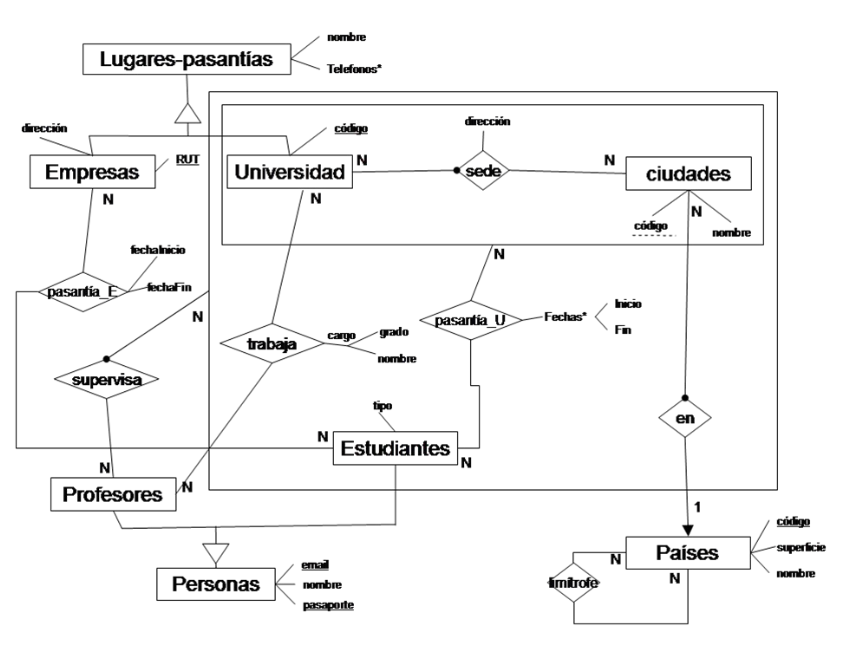 nombre
Lugares-pasantías
Telefonos*
dirección
código
dirección
RUT
Empresas
Universidad
N
sede
N
ciudades
N
N
código
N
nombre
fechaInicio
N
pasantía_E
fechaFin
Inicio
pasantía_U
Fechas*
N
Fin
trabaja
cargo
grado
nombre
supervisa
tipo
en
N
Estudiantes
N
N
N
Profesores
1
código
superficie
Países
email
N
N
nombre
Personas
nombre
limítrofe
pasaporte